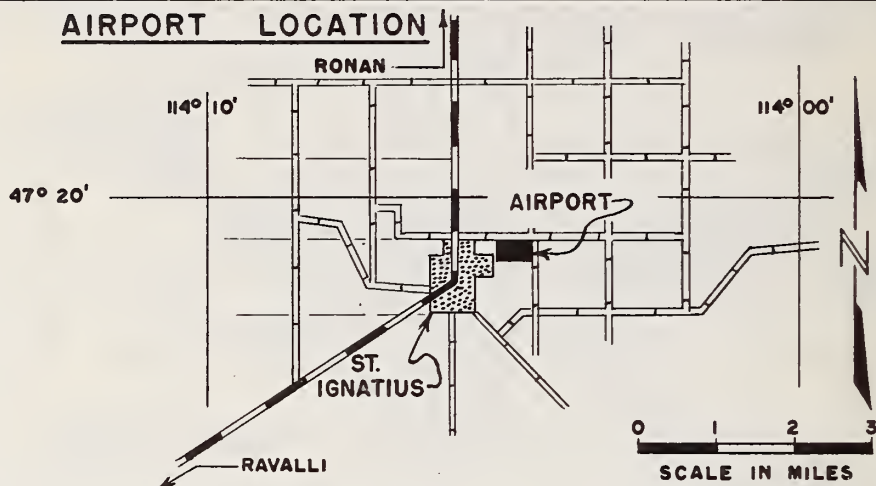 AIRPORT LOCATION
RONAN
114° 10'
114° 00'
47° 20'
AIRPORT
N
ST.
IGNATIUS
RAVALLI
0 1 2 3
SCALE IN MILES